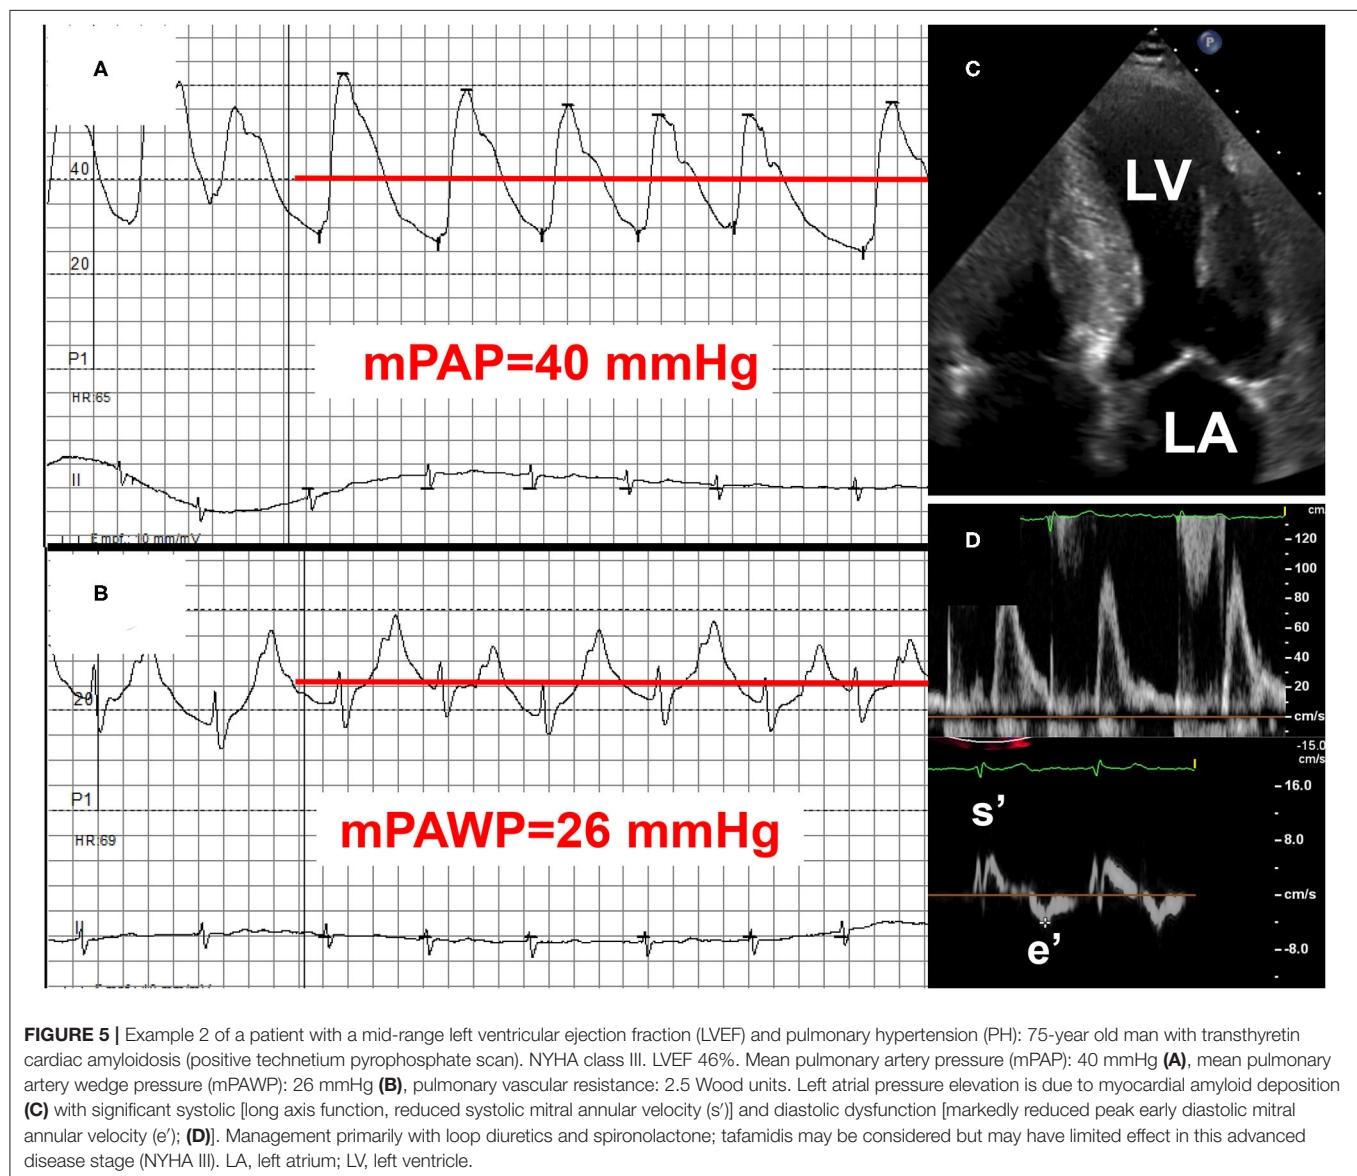 A
40
20
P1
HR:65
mPAP=40 mmHg
II
Empf.: 10 mm/mV
B
20
P1
HR:69
mPAWP=26 mmHg
II
C
P
LV
LA
D
cm/
120
100
80
60
40
20
cm/s
-15.0
cm/s
16.0
s’
8.0
cm/s
e’
-8.0
FIGURE 5 | Example 2 of a patient with a mid-range left ventricular ejection fraction (LVEF) and pulmonary hypertension (PH): 75-year old man with transthyretin
cardiac amyloidosis (positive technetium pyrophosphate scan). NYHA class III. LVEF 46%. Mean pulmonary artery pressure (mPAP): 40 mmHg (A), mean pulmonary
artery wedge pressure (mPAWP): 26 mmHg (B), pulmonary vascular resistance: 2.5 Wood units. Left atrial pressure elevation is due to myocardial amyloid deposition
(C) with significant systolic [long axis function, reduced systolic mitral annular velocity (s′)] and diastolic dysfunction [markedly reduced peak early diastolic mitral
annular velocity (e′); (D)]. Management primarily with loop diuretics and spironolactone; tafamidis may be considered but may have limited effect in this advanced
disease stage (NYHA III). LA, left atrium; LV, left ventricle.